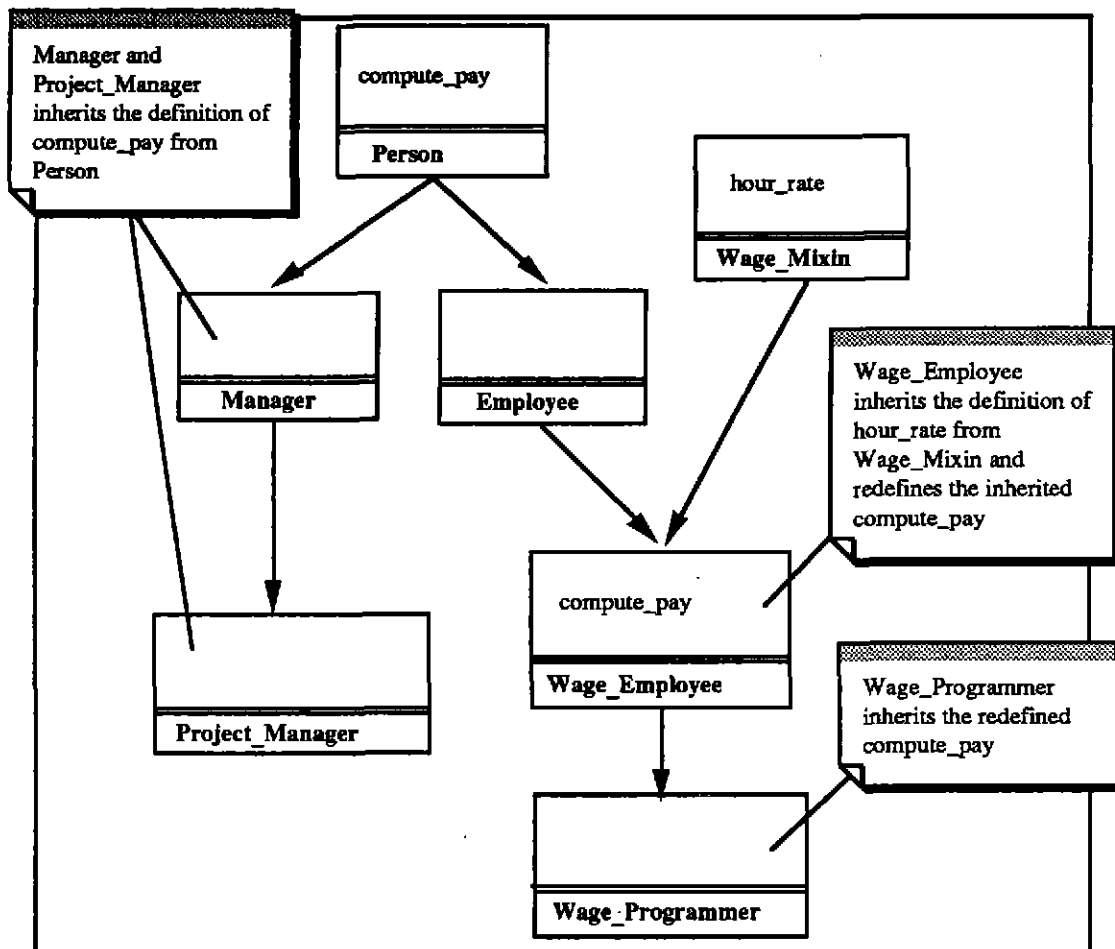 Manager and
Project_Manager
inherits the definition of
compute_pay from
Person
compute_pay
Person
hour_rate
Wage_Mixin
Manager
Employee
Wage_Employee
inherits the definition of
hour_rate from
Wage_Mixin and
redefines the inherited
compute_pay
compute_pay
Wage_Employee
Project_Manager
Wage_Programmer
inherits the redefined
compute_pay
Wage_Programmer